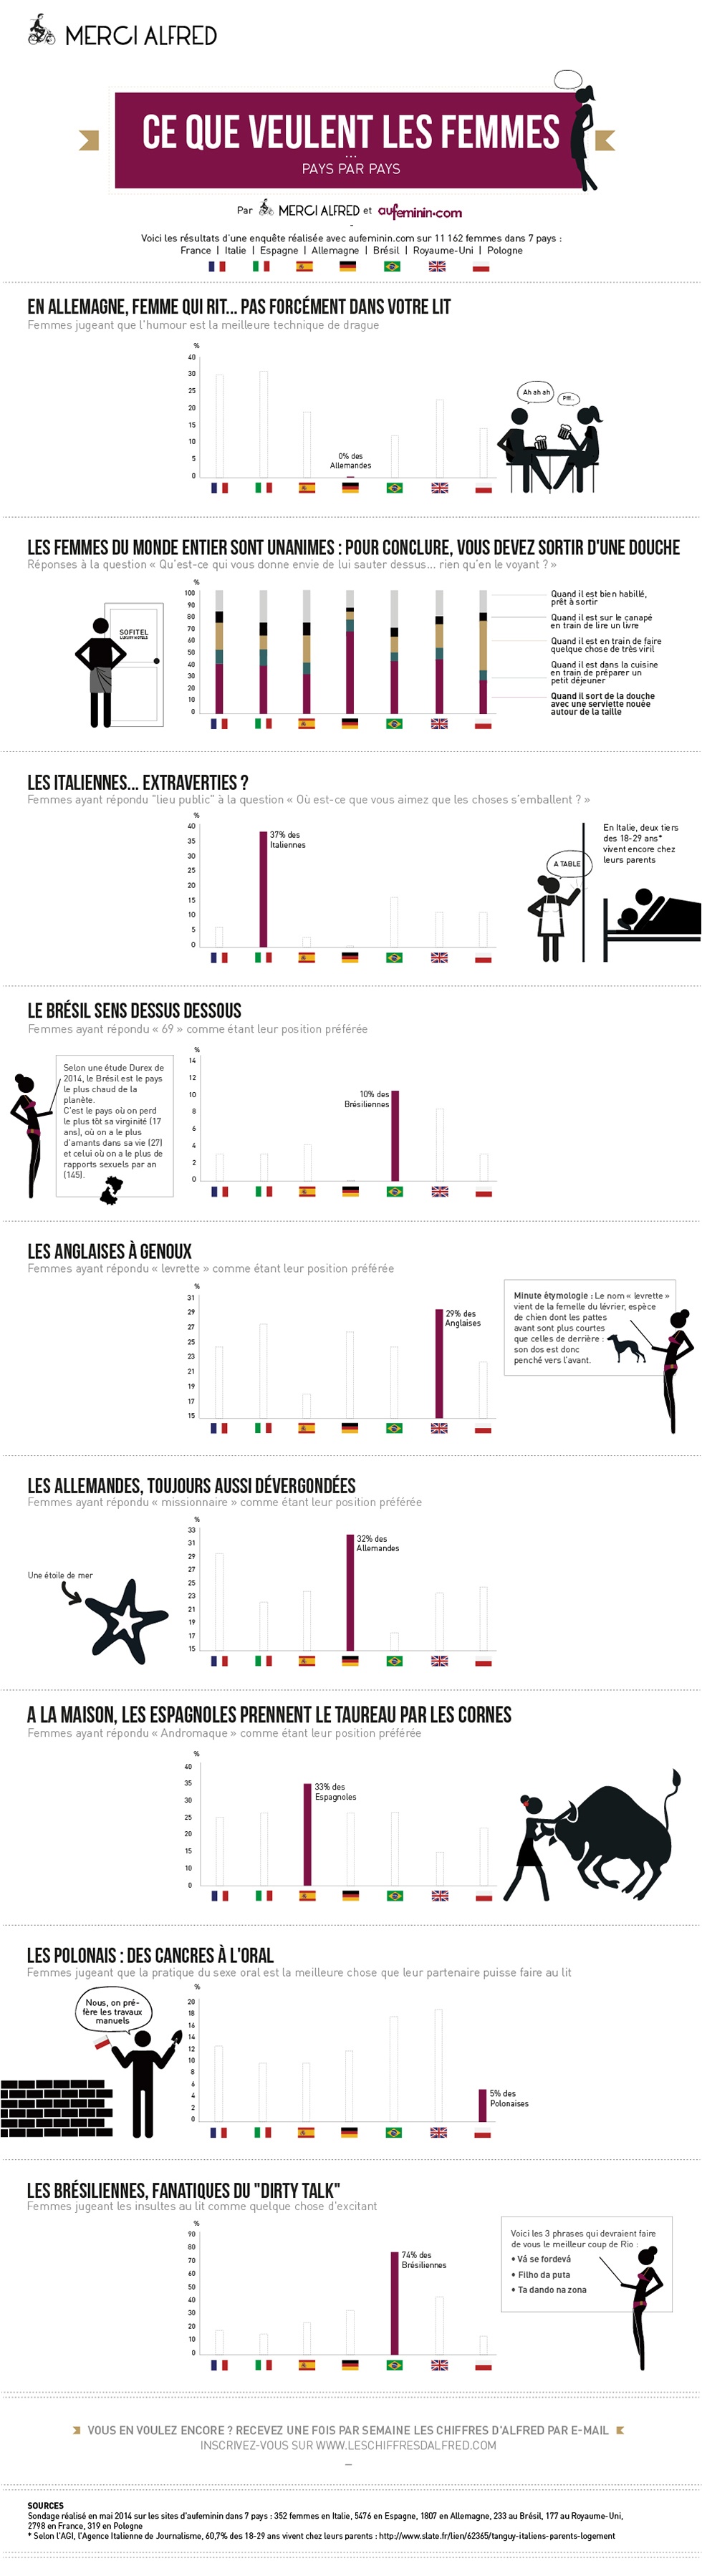 MERCI ALFRED
CE QUE VEULENT LES FEMMES
...
PAYS PAR PAYS
Par MERCI ALFRED et aufeminin.com
-
Voici les résultats d'une enquête réalisée avec aufeminin.com sur 11 162 femmes dans 7 pays :
France | Italie | Espagne | Allemagne | Brésil | Royaume-Uni | Pologne
EN ALLEMAGNE, FEMME QUI RIT... PAS FORCÉMENT DANS VOTRE LIT
Femmes jugeant que l'humour est la meilleure technique de drague
%
40
30
25
20
15
10
5
0
0% des
Allemandes
Ah ah ah
Pfff..
LES FEMMES DU MONDE ENTIER SONT UNANIMES : POUR CONCLURE, VOUS DEVEZ SORTIR D'UNE DOUCHE
Réponses à la question « Qu'est-ce qui vous donne envie de lui sauter dessus... rien qu'en le voyant ? »
SOFITEL
LUXURY HOTELS
%
100
90
80
70
60
50
40
30
20
10
0
Quand il est bien habillé,
prêt à sortir
Quand il est sur le canapé
en train de lire un livre
Quand il est en train de faire
quelque chose de très viril
Quand il est dans la cuisine
en train de préparer un
petit déjeuner
Quand il sort de la douche
avec une serviette nouée
autour de la taille
LES ITALIENNES... EXTRAVERTIES ?
Femmes ayant répondu "lieu public" à la question « Où est-ce que vous aimez que les choses s'emballent ? »
%
40
35
30
25
20
15
10
5
0
37% des
Italiennes
A TABLE
En Italie, deux tiers
des 18-29 ans*
vivent encore chez
leurs parents
LE BRÉSIL SENS DESSUS DESSOUS
Femmes ayant répondu « 69 » comme étant leur position préférée
Selon une étude Durex de
2014, le Brésil est le pays
le plus chaud de la
planète.
C'est le pays où on perd
le plus tôt sa virginité (17
ans), où on a le plus
d'amants dans sa vie (27)
et celui où on a le plus de
rapports sexuels par an
(145).
%
14
12
10
8
6
4
2
0
10% des
Brésiliennes
LES ANGLAISES À GENOUX
Femmes ayant répondu « levrette » comme étant leur position préférée
%
31
29
27
25
23
21
19
17
15
29% des
Anglaises
Minute étymologie : Le nom « levrette »
vient de la femelle du lévrier, espèce
de chien dont les pattes
avant sont plus courtes
que celles de derrière :
son dos est donc
penché vers l'avant.
LES ALLEMANDES, TOUJOURS AUSSI DÉVERGONDÉES
Femmes ayant répondu « missionnaire » comme étant leur position préférée
Une étoile de mer
%
33
31
29
27
25
23
21
19
17
15
32% des
Allemandes
A LA MAISON, LES ESPAGNOLES PRENNENT LE TAUREAU PAR LES CORNES
Femmes ayant répondu « Andromaque » comme étant leur position préférée
%
40
35
30
25
20
15
10
0
33% des
Espagnoles
LES POLONAIS : DES CANCRES À L'ORAL
Femmes jugeant que la pratique du sexe oral est la meilleure chose que leur partenaire puisse faire au lit
Nous, on pré-
fère les travaux
manuels
%
20
18
16
14
12
10
8
6
4
2
0
5% des
Polonaises
LES BRÉSILIENNES, FANATIQUES DU "DIRTY TALK"
Femmes jugeant les insultes au lit comme quelque chose d'excitant
%
90
80
70
60
50
40
30
20
10
0
74% des
Brésiliennes
Voici les 3 phrases qui devraient faire
de vous le meilleur coup de Rio :
• Vá se fordevá
• Filho da puta
• Ta dando na zona
VOUS EN VOULEZ ENCORE ? RECEVEZ UNE FOIS PAR SEMAINE LES CHIFFRES D'ALFRED PAR E-MAIL
INSCRIVEZ-VOUS SUR WWW.LESCHIFFRESDALFRED.COM
SOURCES
Sondage réalisé en mai 2014 sur les sites d'aufeminin dans 7 pays : 352 femmes en Italie, 5476 en Espagne, 1807 en Allemagne, 233 au Brésil, 177 au Royaume-Uni,
2798 en France, 319 en Pologne
* Selon l'AGI, l'Agence Italienne de Journalisme, 60,7% des 18-29 ans vivent chez leurs parents : http://www.slate.fr/lien/62365/tanguy-italiens-parents-logement